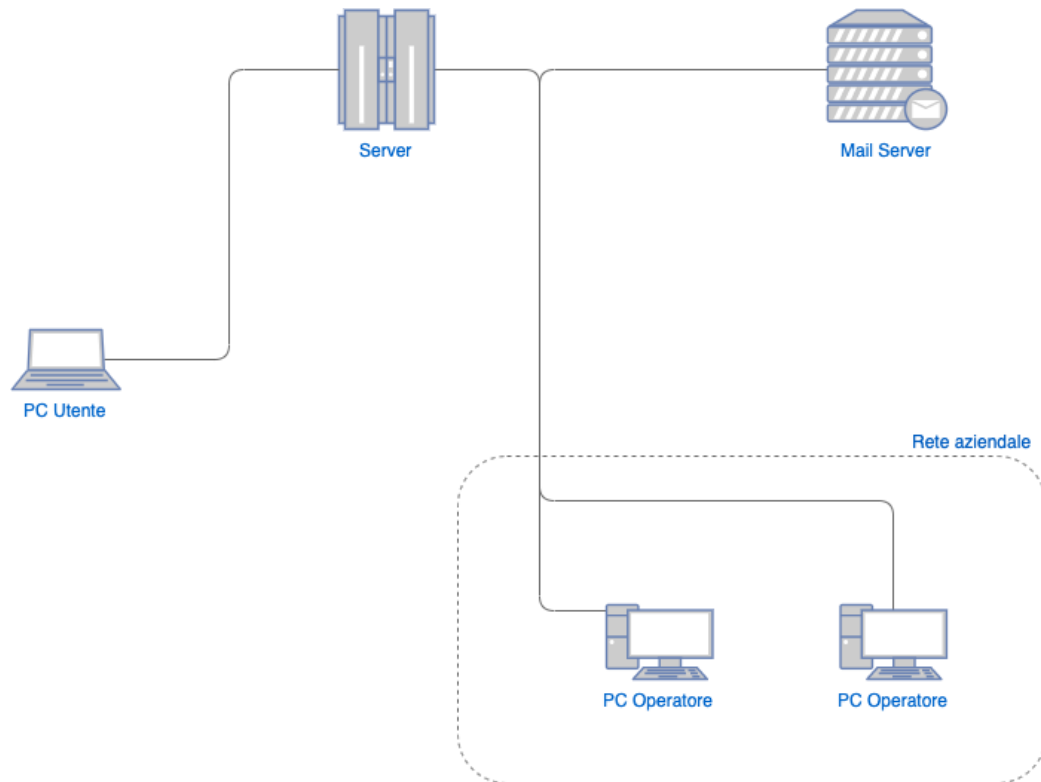 Server
Mail Server
PC Utente
Rete aziendale
PC Operatore
PC Operatore